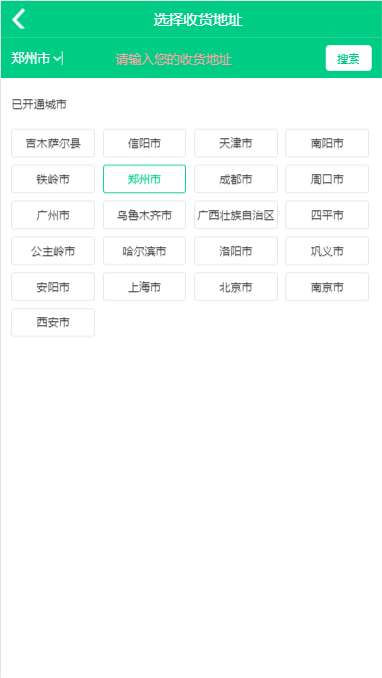 选择收货地址
郑州市 请输入您的收货地址 搜索
已开通城市
吉木萨尔县 信阳市 天津市 南阳市
铁岭市 郑州市 成都市 周口市
广州市 乌鲁木齐市 广西壮族自治区 四平市
公主岭市 哈尔滨市 洛阳市 巩义市
安阳市 上海市 北京市 南京市
西安市